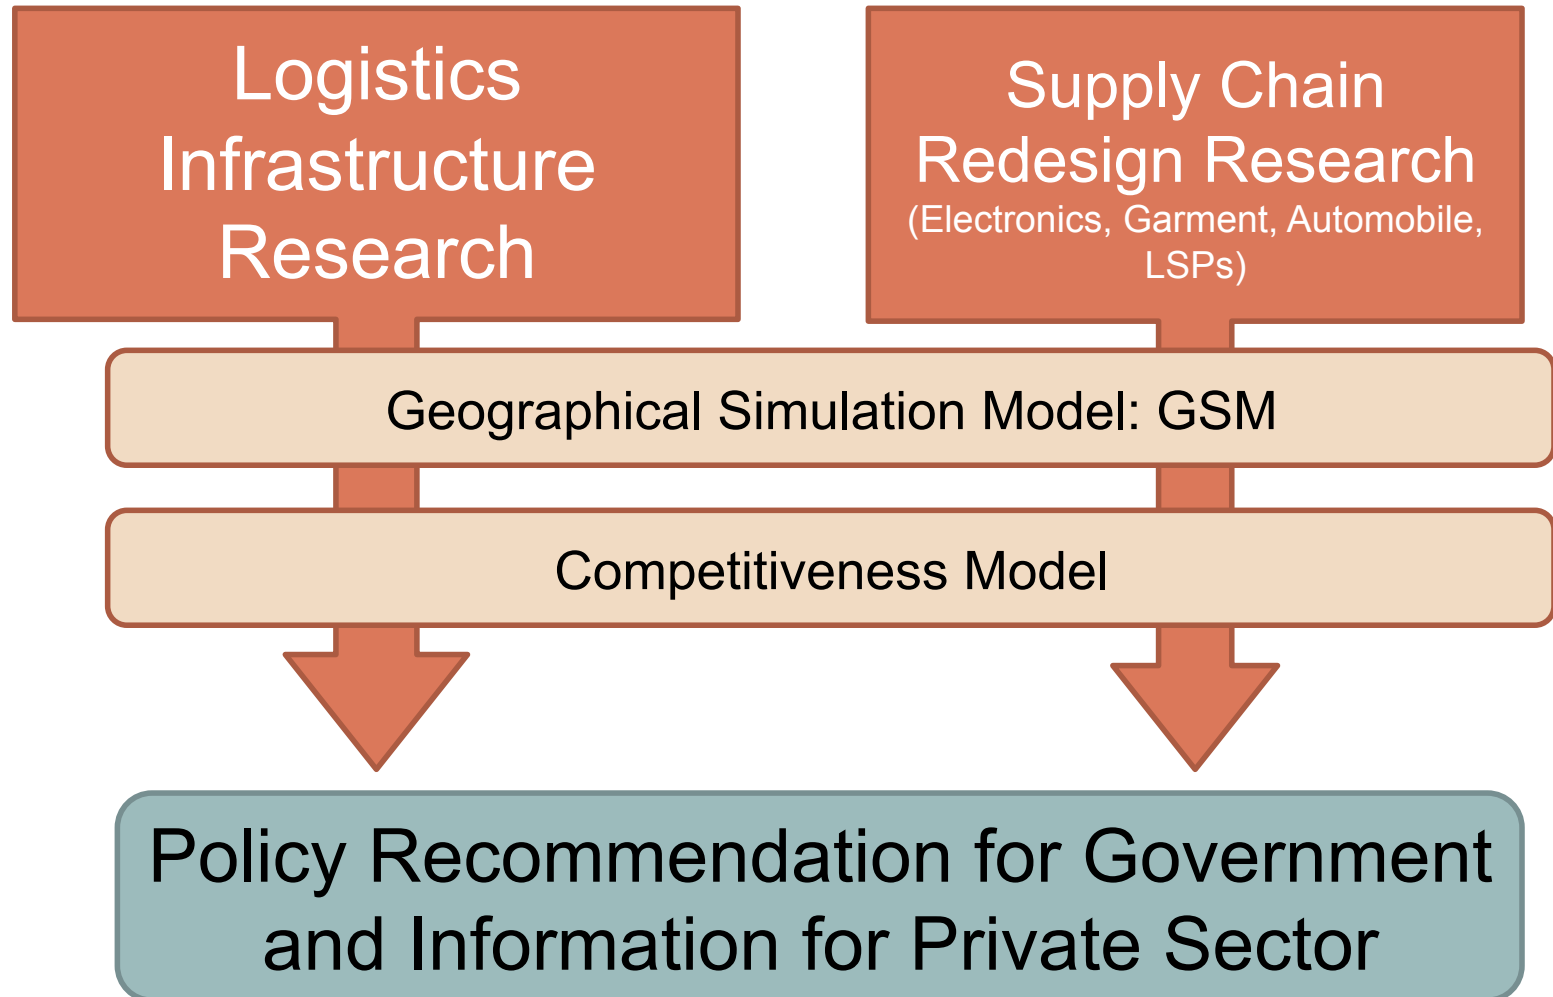 Logistics
Infrastructure
Research
Supply Chain
Redesign Research
(Electronics, Garment, Automobile,
LSPs)
Geographical Simulation Model: GSM
Competitiveness Model
Policy Recommendation for Government
and Information for Private Sector